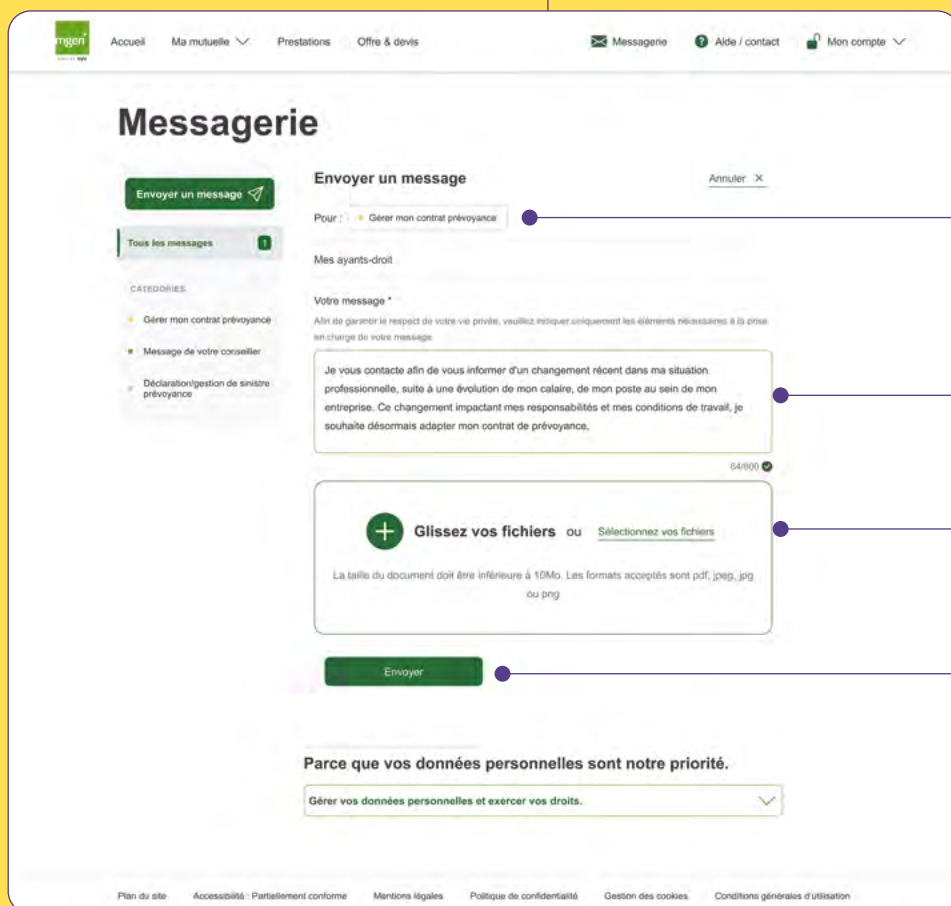 mgen
Accueil Ma mutuelle Prestations Offre & devis Messagerie Aide / contact Mon compte
Messagerie
Envoyer un message
Tous les messages 1
CATEGORIES
Gérer mon contrat prévoyance
Message de votre conseiller
Déclaration/gestion de sinistre
prévoyance
Envoyer un message Annuler
Pour : Gérer mon contrat prévoyance
Mes ayants-droit
Votre message *
Afin de garantir le respect de votre vie privée, veuillez indiquer uniquement les éléments nécessaires à la prise
en charge de votre message.
Je vous contacte afin de vous informer d'un changement récent dans ma situation
professionnelle, suite à une évolution de mon calaire, de mon poste au sein de mon
entreprise. Ce changement impactant mes responsabilités et mes conditions de travail, je
souhaite désormais adapter mon contrat de prévoyance.
64/800
Glissez vos fichiers ou Sélectionnez vos fichiers
La taille du document doit être inférieure à 10Mo. Les formats acceptés sont pdf, jpeg, jpg
ou png
Envoyer
Parce que vos données personnelles sont notre priorité.
Gérer vos données personnelles et exercer vos droits.
Plan du site Accessibilité : Partiellement conforme Mentions légales Politique de confidentialité Gestion des cookies Conditions générales d'utilisation